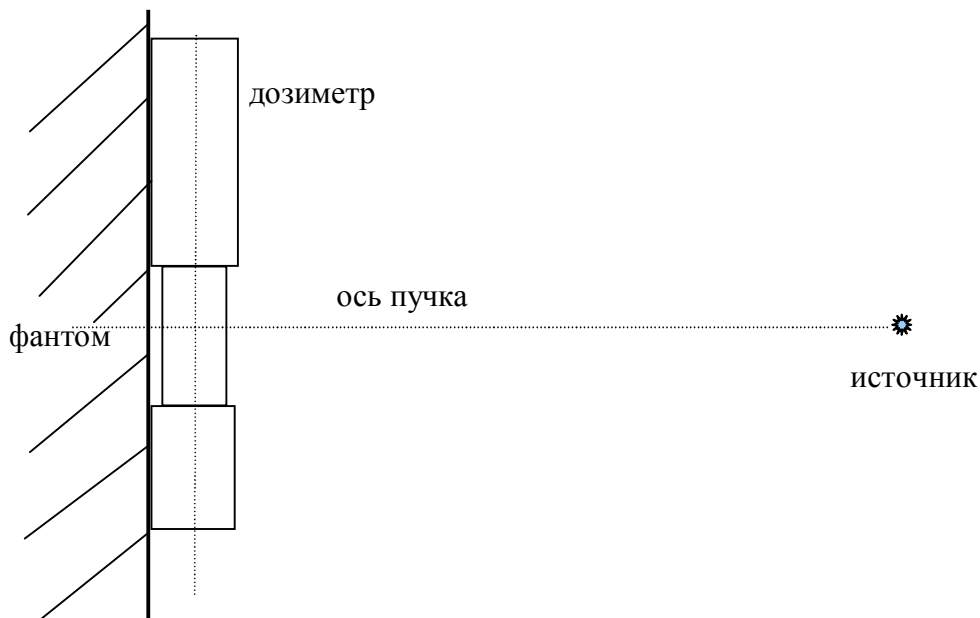 дозиметр
ось пучка
фантом
источник